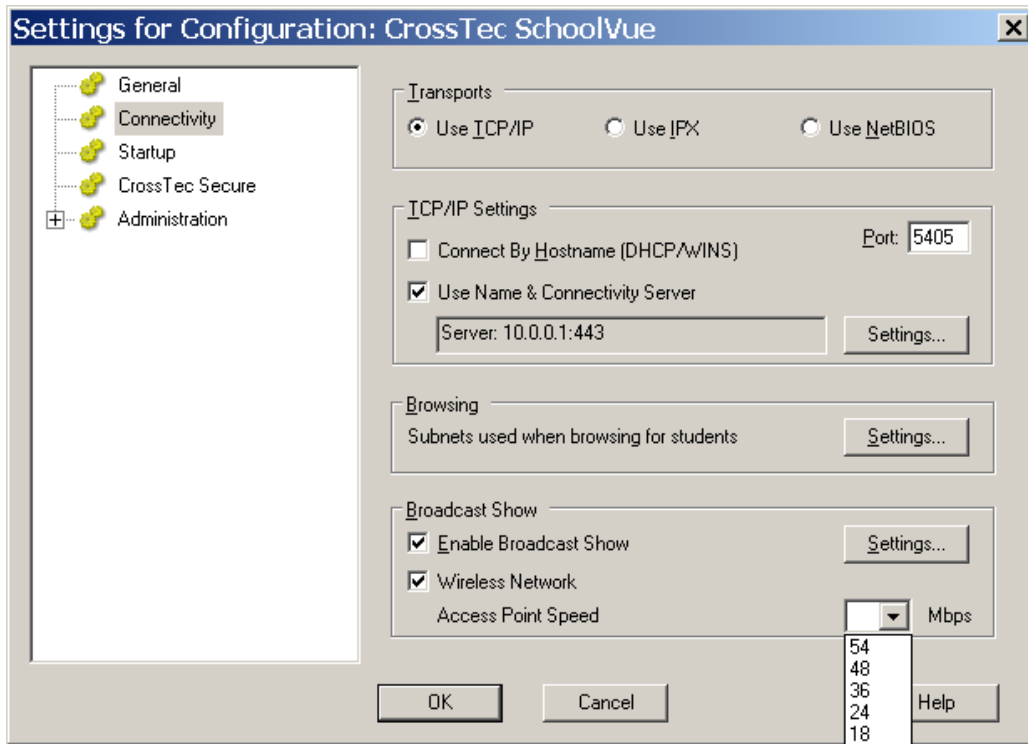 Settings for Configuration: CrossTec SchoolVue
General
Connectivity
Startup
CrossTec Secure
Administration
Transports
Use TCP/IP Use IPX Use NetBIOS
TCP/IP Settings
Connect By Hostname (DHCP/WINS) Port: 5405
Use Name & Connectivity Server
Server: 10.0.0.1:443 Settings...
Browsing
Subnets used when browsing for students Settings...
Broadcast Show
Enable Broadcast Show Settings...
Wireless Network
Access Point Speed Mbps
54
48
36
24
18
OK Cancel Help